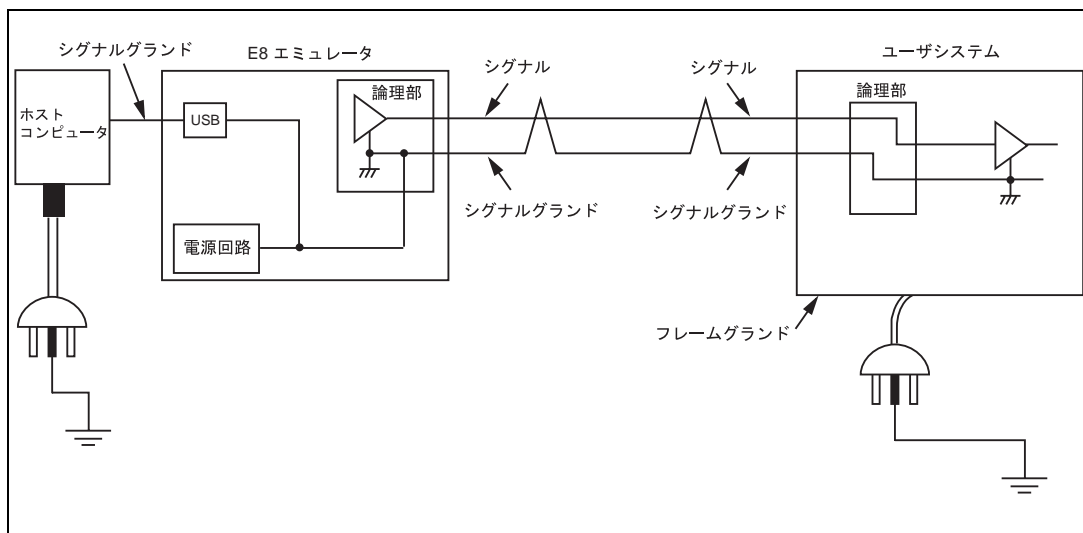 シグナルグランド
E8 エミュレータ
ユーザシステム
ホスト
コンピュータ
USB
論理部
シグナル
シグナル
論理部
シグナルグランド
シグナルグランド
電源回路
フレームグランド